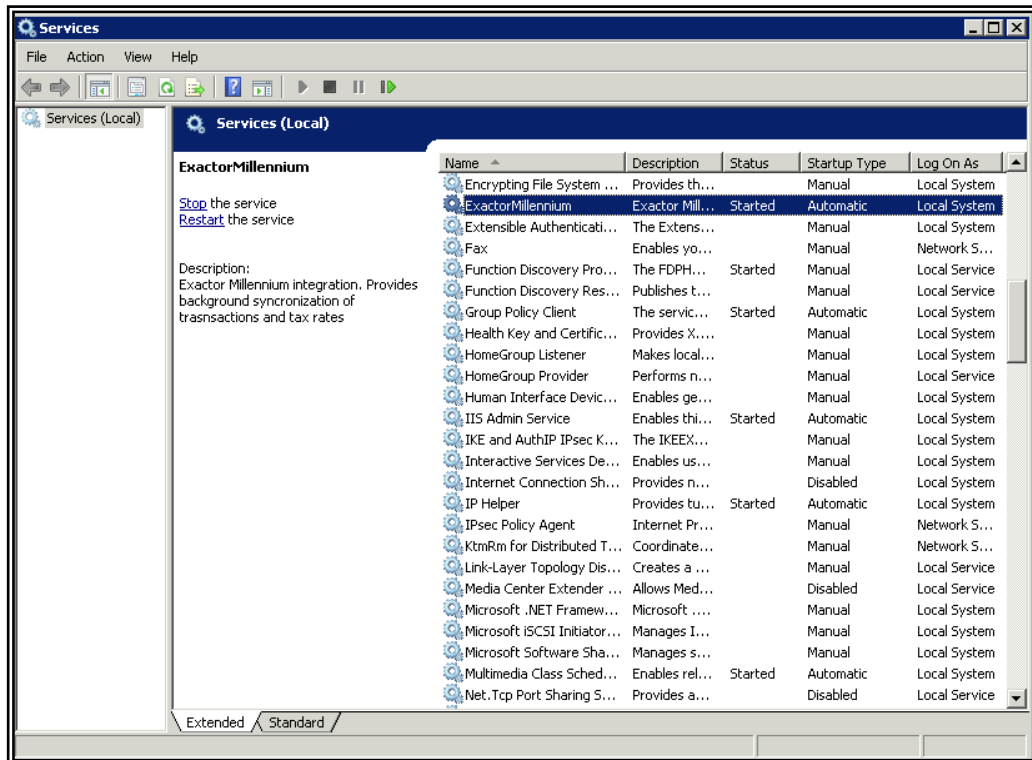 Services
File Action View Help
Services (Local)
Services (Local)
ExactorMillennium
Stop the service
Restart the service
Description:
Exactor Millennium integration. Provides
background syncronization of
trasnsactions and tax rates
Name Description Status Startup Type Log On As
Encrypting File System ... Provides th... Manual Local System
ExactorMillennium Exactor Mill... Started Automatic Local System
Extensible Authenticati... The Extens... Manual Local System
Fax Enables yo... Manual Network S...
Function Discovery Pro... The FDPH... Started Manual Local Service
Function Discovery Res... Publishes t... Manual Local Service
Group Policy Client The servic... Started Automatic Local System
Health Key and Certific... Provides X.... Manual Local System
HomeGroup Listener Makes local... Manual Local System
HomeGroup Provider Performs n... Manual Local Service
Human Interface Devic... Enables ge... Manual Local System
IIS Admin Service Enables thi... Started Automatic Local System
IKE and AuthIP IPsec K... The IKEEX... Manual Local System
Interactive Services De... Enables us... Manual Local System
Internet Connection Sh... Provides n... Disabled Local System
IP Helper Provides tu... Started Automatic Local System
IPsec Policy Agent Internet Pr... Manual Network S...
KtmRm for Distributed T... Coordinate... Manual Network S...
Link-Layer Topology Dis... Creates a ... Manual Local Service
Media Center Extender ... Allows Med... Disabled Local Service
Microsoft .NET Framew... Microsoft .... Manual Local System
Microsoft iSCSI Initiator... Manages I... Manual Local System
Microsoft Software Sha... Manages s... Manual Local System
Multimedia Class Sched... Enables rel... Started Automatic Local System
Net.Tcp Port Sharing S... Provides a... Disabled Local Service
Extended Standard